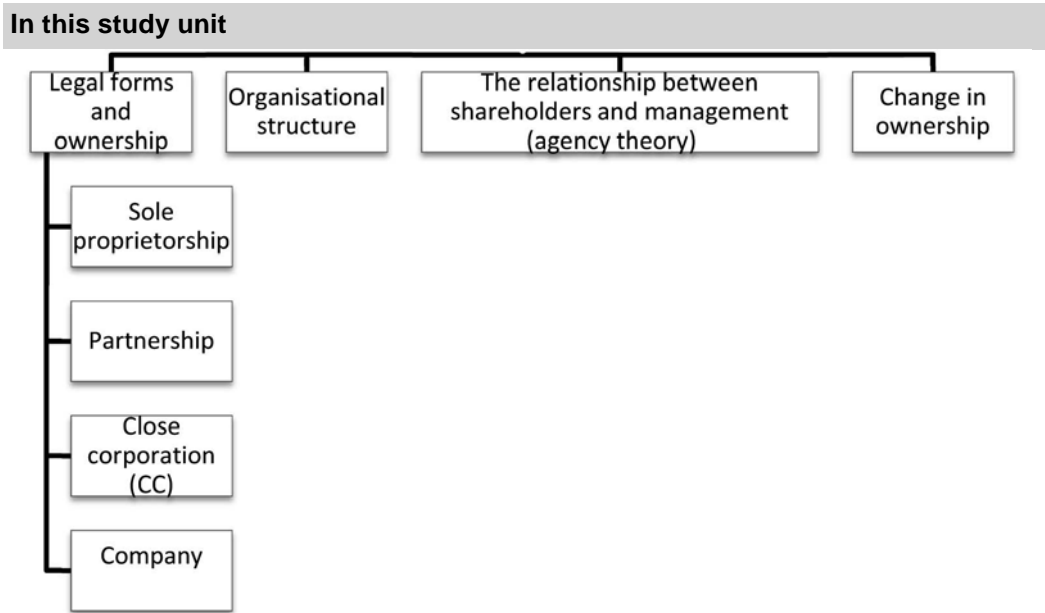 In this study unit
Legal forms
and
ownership
Organisational
structure
The relationship between
shareholders and management
(agency theory)
Change in
ownership
Sole
proprietorship
Partnership
Close
corporation
(CC)
Company